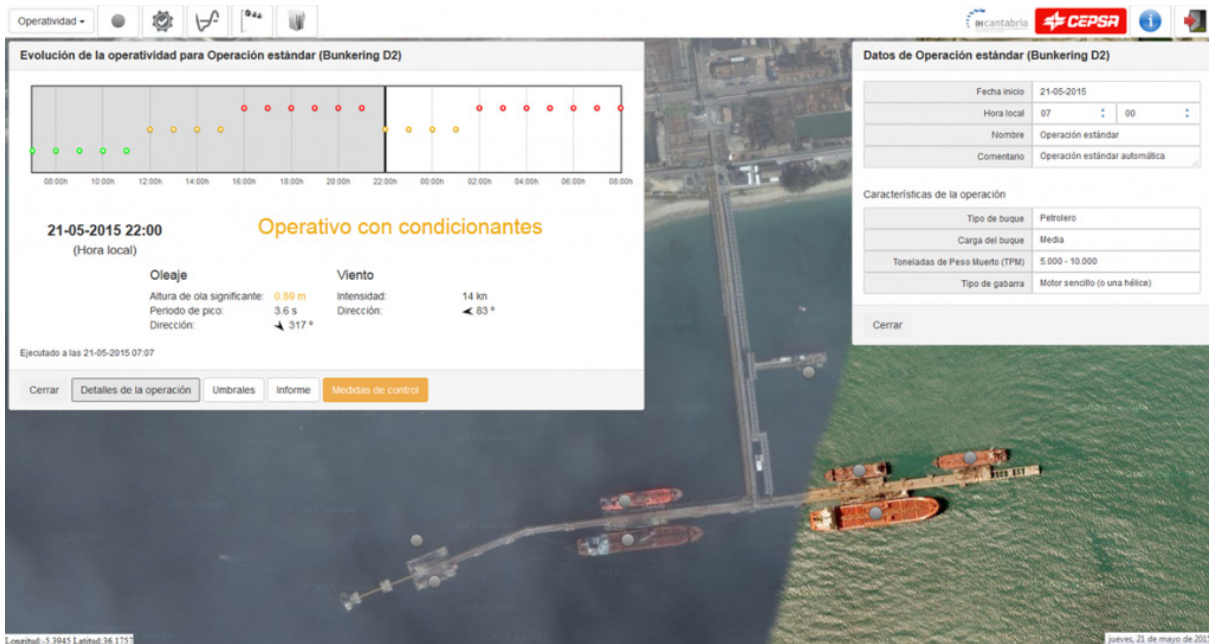 Operatividad
IHcantabria
CEPSA
Evolución de la operatividad para Operación estándar (Bunkering D2)
08:00h 10:00h 12:00h 14:00h 16:00h 18:00h 20:00h 22:00h 00:00h 02:00h 04:00h 06:00h 08:00h
21-05-2015 22:00
(Hora local)
Operativo con condicionantes
Oleaje
Viento
Altura de ola significante: 0.89 m
Intensidad: 14 kn
Periodo de pico: 3.6 s
Dirección: 83 º
Dirección: 317 º
Ejecutado a las 21-05-2015 07:07
Cerrar
Detalles de la operación
Umbrales
Informe
Medidas de control
Datos de Operación estándar (Bunkering D2)
Fecha inicio 21-05-2015
Hora local 07 00
Nombre Operación estándar
Comentario Operación estándar automática
Características de la operación
Tipo de buque Petrolero
Carga del buque Media
Toneladas de Peso Muerto (TPM) 5.000 - 10.000
Tipo de gabarra Motor sencillo (o una hélice)
Cerrar
Longitud:-5.3945 Latitud:36.1757
jueves, 21 de mayo de 2015